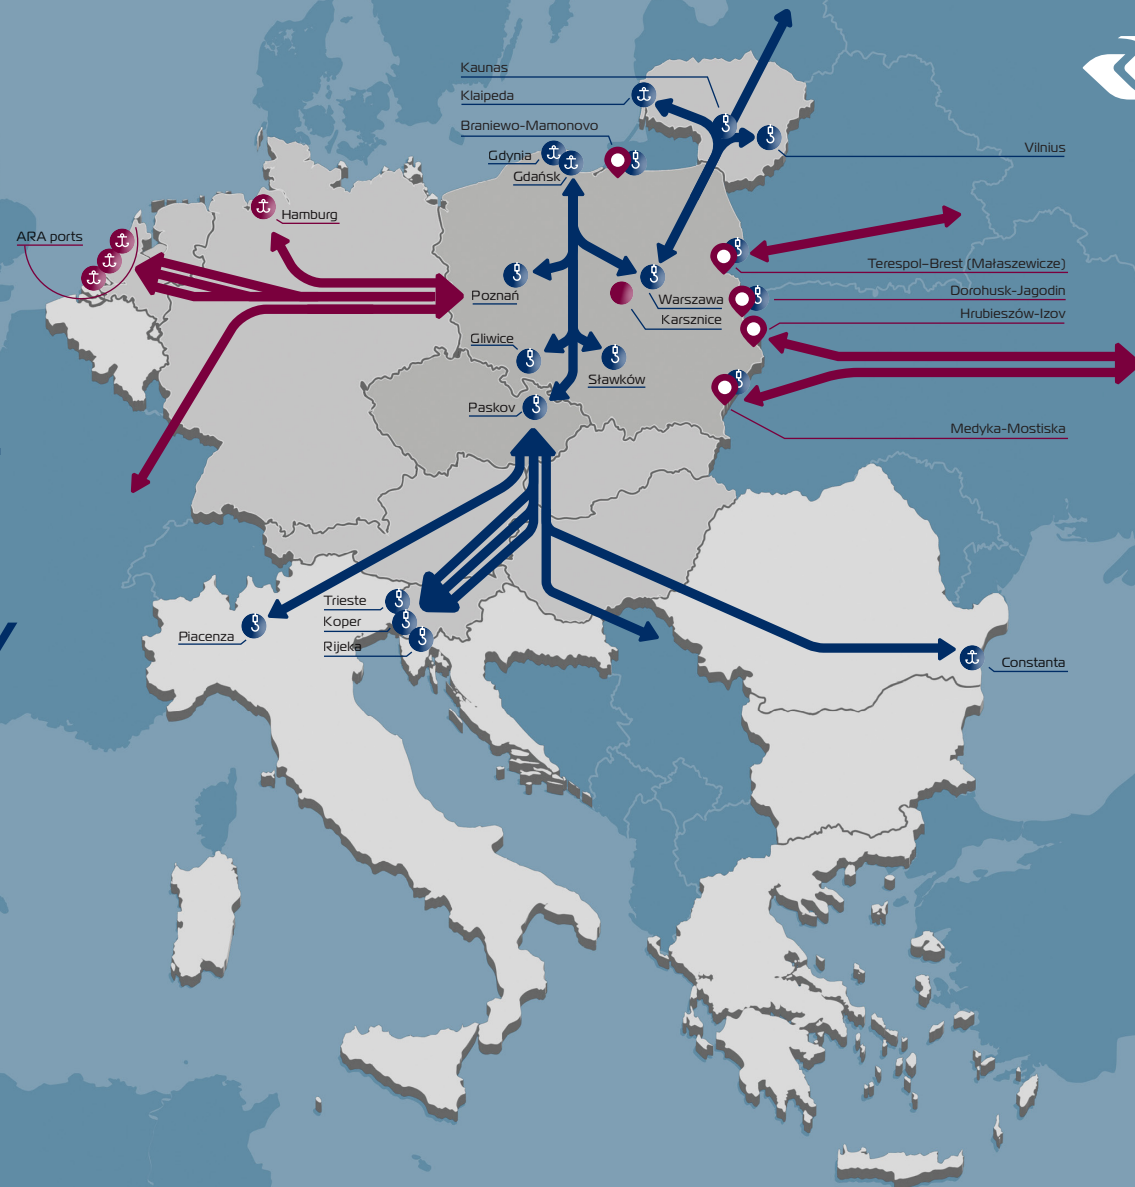 Kaunas
Klaipeda
Braniewo-Mamonovo
Gdynia
Gdańsk
Vilnius
Hamburg
ARA ports
Terespol-Brest (Małaszewicze)
Poznań
Warszawa
Dorohusk-Jagodin
Karsznice
Hrubieszów-Izov
Gliwice
Sławków
Paskov
Medyka-Mostiska
Trieste
Koper
Piacenza
Rijeka
Constanta